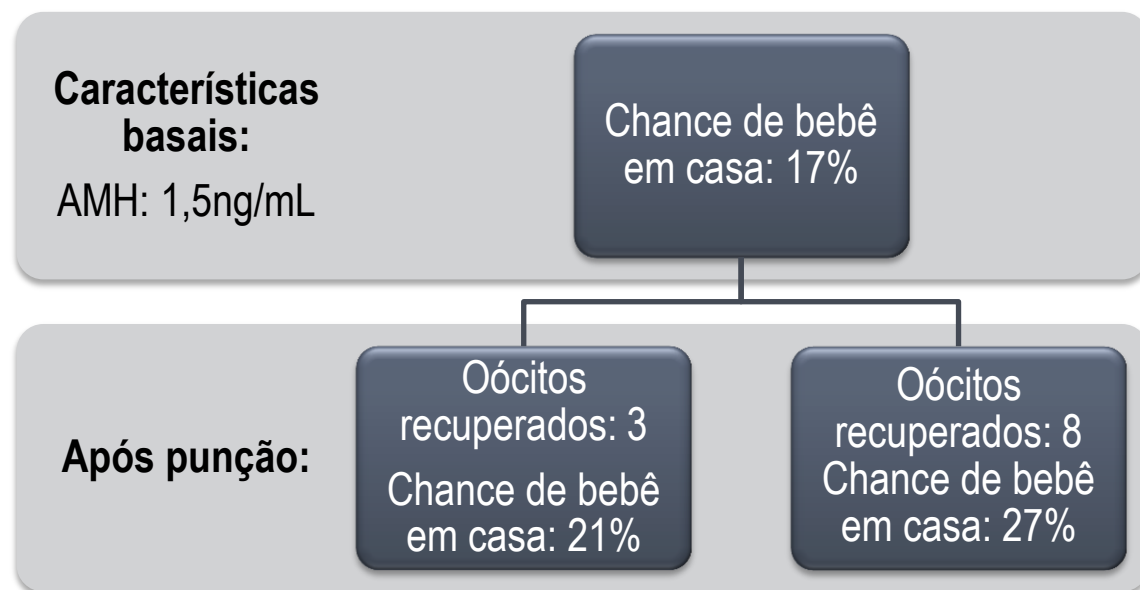 Características
basais:
AMH: 1,5ng/mL
Chance de bebê
em casa: 17%
Após punção:
Oócitos
recuperados: 3
Chance de bebê
em casa: 21%
Oócitos
recuperados: 8
Chance de bebê
em casa: 27%